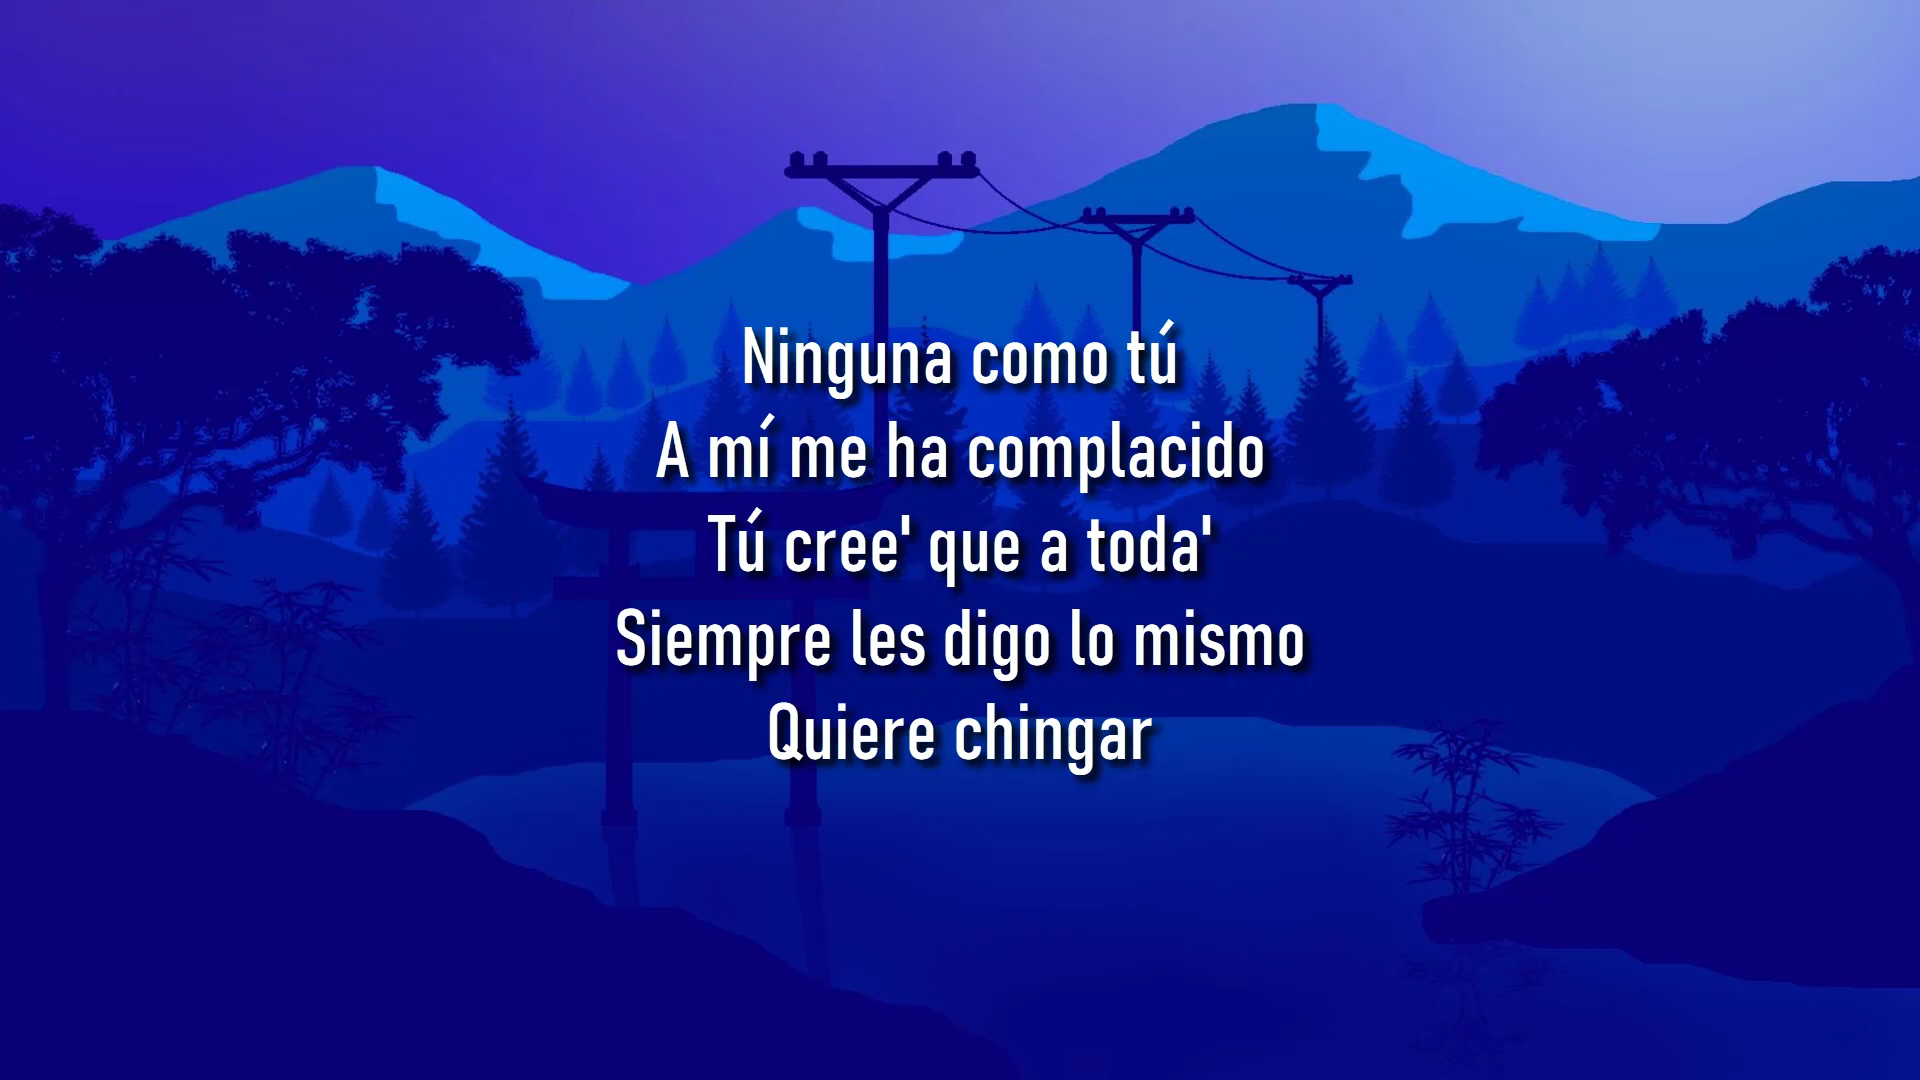 Ninguna como tú
A mí me ha complacido
Tú cree' que a toda'
Siempre les digo lo mismo
Quiere chingar